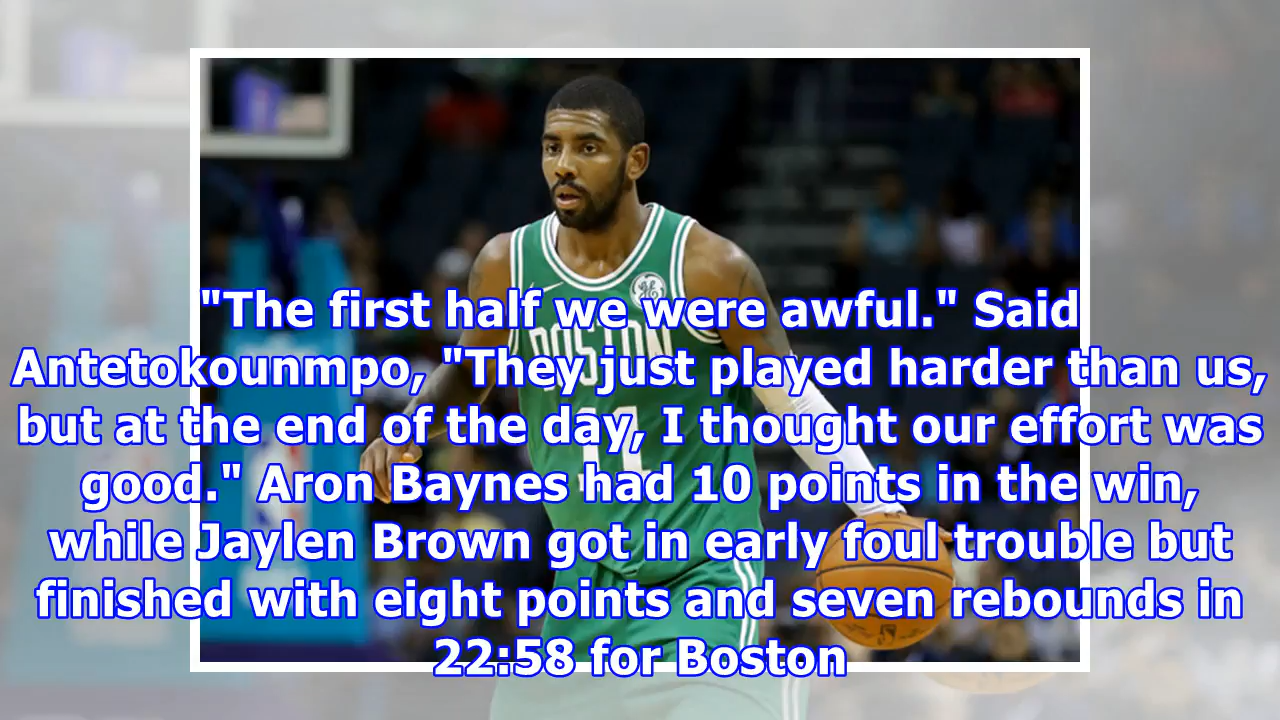 "The first half we were awful." Said
Antetokounmpo, "They just played harder than us,
but at the end of the day, I thought our effort was
good." Aron Baynes had 10 points in the win,
while Jaylen Brown got in early foul trouble but
finished with eight points and seven rebounds in
22:58 for Boston
BOSTON
11